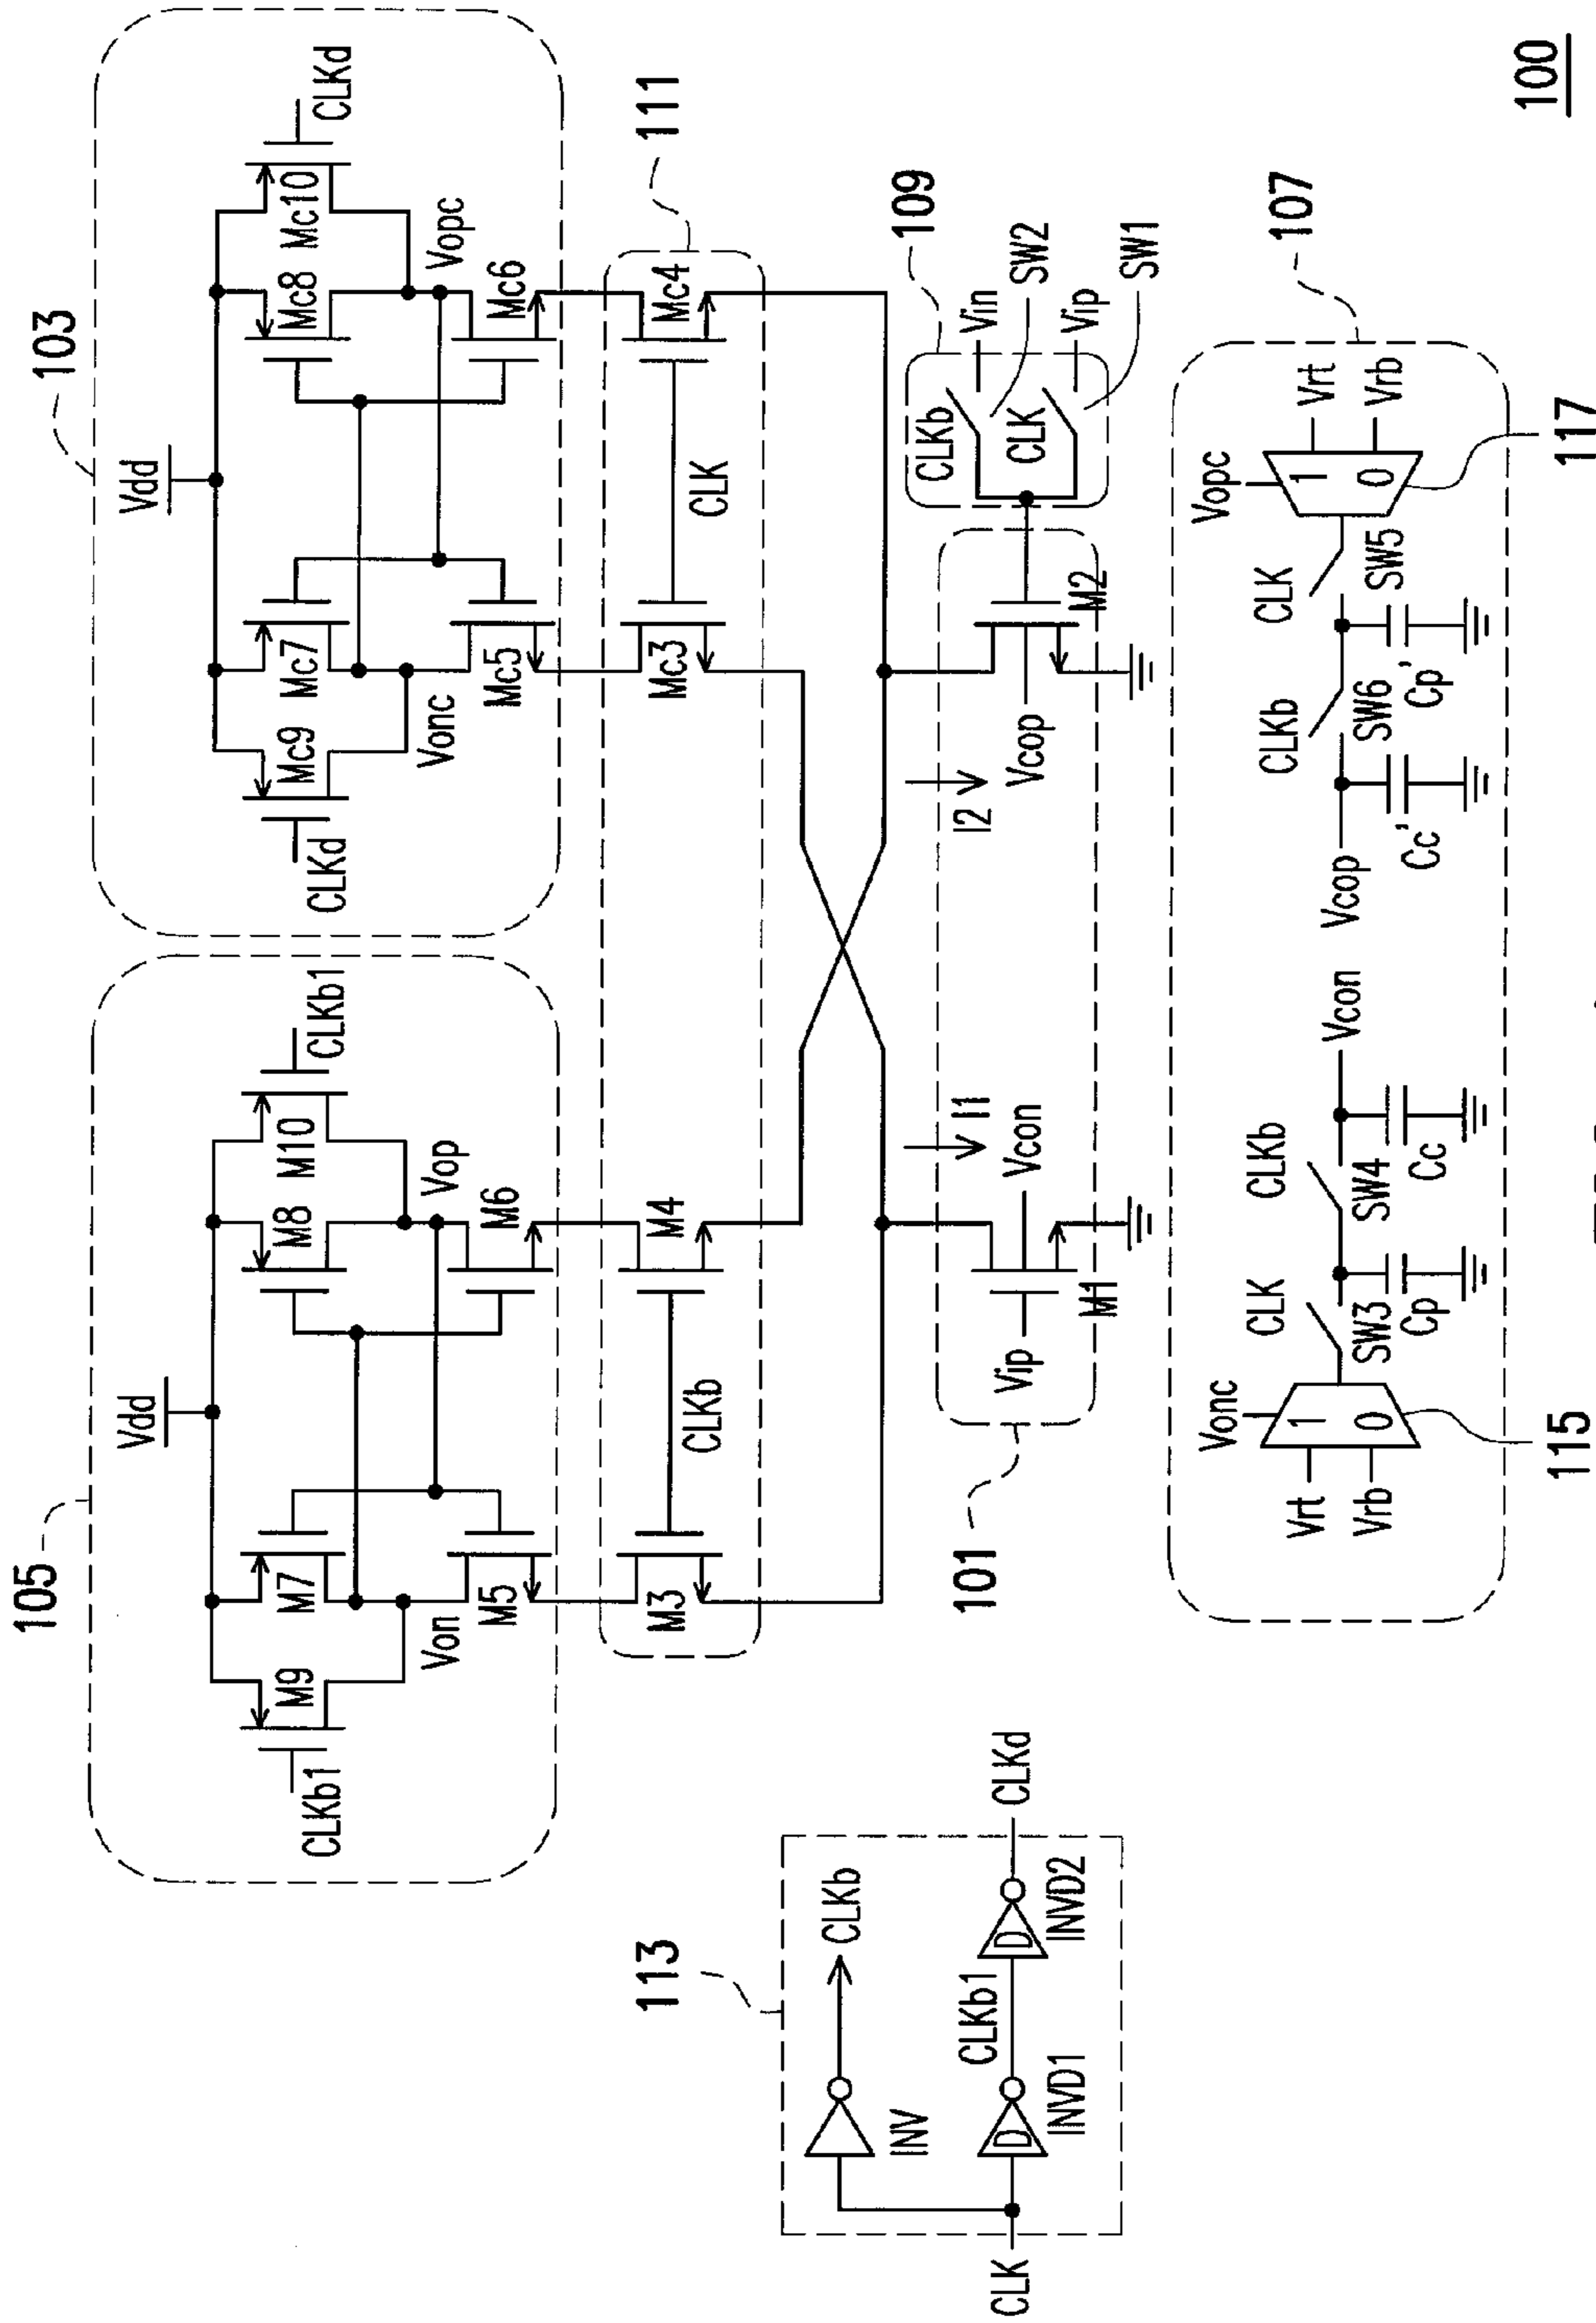 103
Vdd
CLKd
Mc9
Mc7
Mc8
Mc10
CLKd
Vonc
Vopc
Mc5
Mc6
105
Vdd
CLKb1
M9
M7
M8
M10
CLKb1
Von
Vop
M5
M6
111
M3
CLKb
M4
Mc3
CLK
Mc4
101
Vip
M1
Vcon
I1
I2
Vcop
M2
109
CLKb
Vin
SW2
CLK
Vip
SW1
113
CLK
INV
CLKb
INVD1
CLKb1
INVD2
CLKd
107
Vonc
Vrt
1
Vrb
0
115
CLK
SW3
Cp
CLKb
SW4
Cc
Vcon
Vcop
Cc'
CLKb
SW6
Cp'
CLK
SW5
Vopc
1
Vrt
0
Vrb
117
100